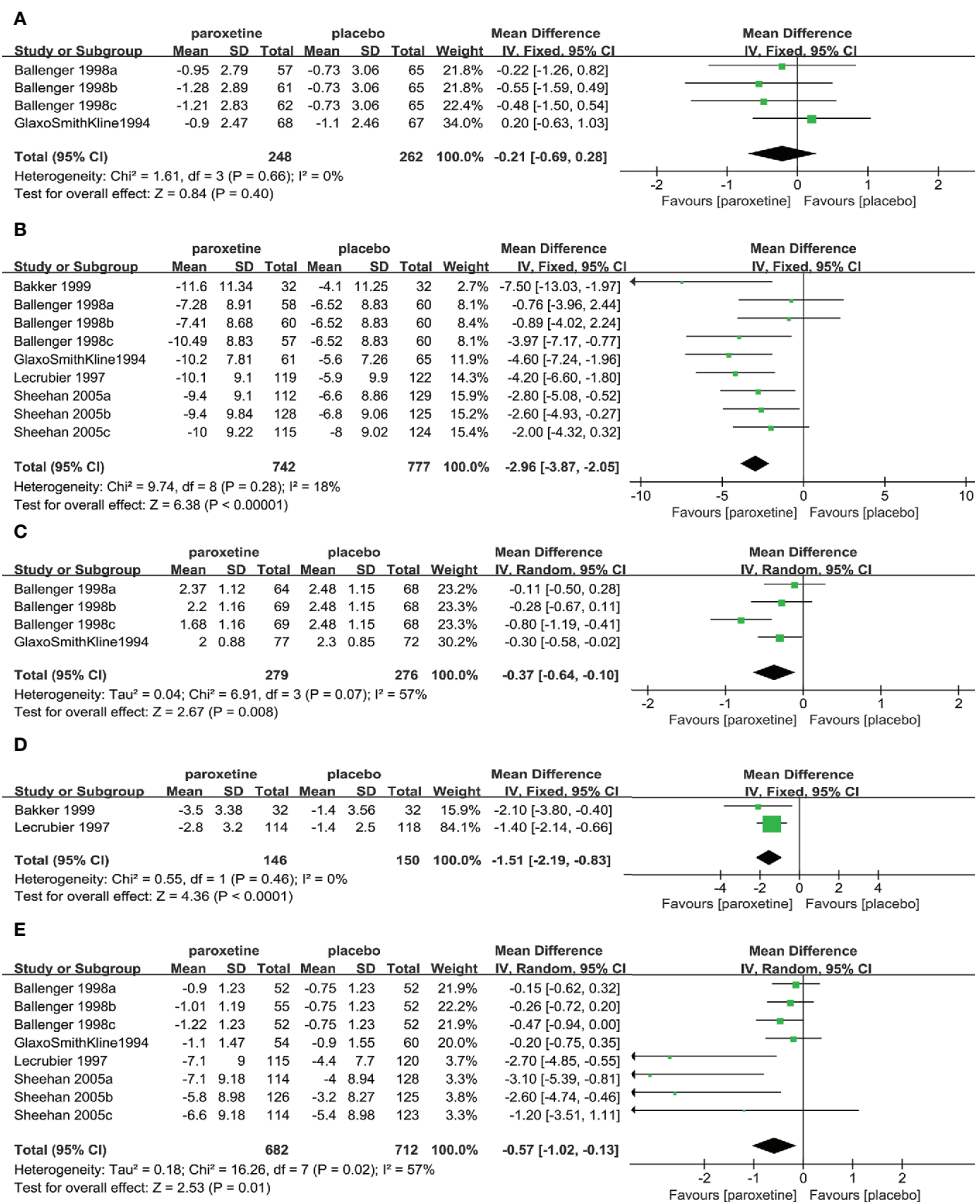 A
paroxetine placebo Mean Difference Mean Difference
Study or Subgroup Mean SD Total Mean SD Total Weight IV, Fixed, 95% CI IV, Fixed, 95% CI
Ballenger 1998a -0.95 2.79 57 -0.73 3.06 65 21.8% -0.22 [-1.26, 0.82]
Ballenger 1998b -1.28 2.89 61 -0.73 3.06 65 21.8% -0.55 [-1.59, 0.49]
Ballenger 1998c -1.21 2.83 62 -0.73 3.06 65 22.4% -0.48 [-1.50, 0.54]
GlaxoSmithKline1994 -0.9 2.47 68 -1.1 2.46 67 34.0% 0.20 [-0.63, 1.03]
Total (95% CI) 248 262 100.0% -0.21 [-0.69, 0.28]
Heterogeneity: Chi² = 1.61, df = 3 (P = 0.66); I² = 0%
Test for overall effect: Z = 0.84 (P = 0.40)
-2 -1 0 1 2
Favours [paroxetine] Favours [placebo]
B
paroxetine placebo Mean Difference Mean Difference
Study or Subgroup Mean SD Total Mean SD Total Weight IV, Fixed, 95% CI IV, Fixed, 95% CI
Bakker 1999 -11.6 11.34 32 -4.1 11.25 32 2.7% -7.50 [-13.03, -1.97]
Ballenger 1998a -7.28 8.91 58 -6.52 8.83 60 8.1% -0.76 [-3.96, 2.44]
Ballenger 1998b -7.41 8.68 60 -6.52 8.83 60 8.4% -0.89 [-4.02, 2.24]
Ballenger 1998c -10.49 8.83 57 -6.52 8.83 60 8.1% -3.97 [-7.17, -0.77]
GlaxoSmithKline1994 -10.2 7.81 61 -5.6 7.26 65 11.9% -4.60 [-7.24, -1.96]
Lecrubier 1997 -10.1 9.1 119 -5.9 9.9 122 14.3% -4.20 [-6.60, -1.80]
Sheehan 2005a -9.4 9.1 112 -6.6 8.86 129 15.9% -2.80 [-5.08, -0.52]
Sheehan 2005b -9.4 9.84 128 -6.8 9.06 125 15.2% -2.60 [-4.93, -0.27]
Sheehan 2005c -10 9.22 115 -8 9.02 124 15.4% -2.00 [-4.32, 0.32]
Total (95% CI) 742 777 100.0% -2.96 [-3.87, -2.05]
Heterogeneity: Chi² = 9.74, df = 8 (P = 0.28); I² = 18%
Test for overall effect: Z = 6.38 (P < 0.00001)
-10 -5 0 5 10
Favours [paroxetine] Favours [placebo]
C
paroxetine placebo Mean Difference Mean Difference
Study or Subgroup Mean SD Total Mean SD Total Weight IV, Random, 95% CI IV, Random, 95% CI
Ballenger 1998a 2.37 1.12 64 2.48 1.15 68 23.2% -0.11 [-0.50, 0.28]
Ballenger 1998b 2.2 1.16 69 2.48 1.15 68 23.3% -0.28 [-0.67, 0.11]
Ballenger 1998c 1.68 1.16 69 2.48 1.15 68 23.3% -0.80 [-1.19, -0.41]
GlaxoSmithKline1994 2 0.88 77 2.3 0.85 72 30.2% -0.30 [-0.58, -0.02]
Total (95% CI) 279 276 100.0% -0.37 [-0.64, -0.10]
Heterogeneity: Tau² = 0.04; Chi² = 6.91, df = 3 (P = 0.07); I² = 57%
Test for overall effect: Z = 2.67 (P = 0.008)
-2 -1 0 1 2
Favours [paroxetine] Favours [placebo]
D
paroxetine placebo Mean Difference Mean Difference
Study or Subgroup Mean SD Total Mean SD Total Weight IV, Fixed, 95% CI IV, Fixed, 95% CI
Bakker 1999 -3.5 3.38 32 -1.4 3.56 32 15.9% -2.10 [-3.80, -0.40]
Lecrubier 1997 -2.8 3.2 114 -1.4 2.5 118 84.1% -1.40 [-2.14, -0.66]
Total (95% CI) 146 150 100.0% -1.51 [-2.19, -0.83]
Heterogeneity: Chi² = 0.55, df = 1 (P = 0.46); I² = 0%
Test for overall effect: Z = 4.36 (P < 0.0001)
-4 -2 0 2 4
Favours [paroxetine] Favours [placebo]
E
paroxetine placebo Mean Difference Mean Difference
Study or Subgroup Mean SD Total Mean SD Total Weight IV, Random, 95% CI IV, Random, 95% CI
Ballenger 1998a -0.9 1.23 52 -0.75 1.23 52 21.9% -0.15 [-0.62, 0.32]
Ballenger 1998b -1.01 1.19 55 -0.75 1.23 52 22.2% -0.26 [-0.72, 0.20]
Ballenger 1998c -1.22 1.23 52 -0.75 1.23 52 21.9% -0.47 [-0.94, 0.00]
GlaxoSmithKline1994 -1.1 1.47 54 -0.9 1.55 60 20.0% -0.20 [-0.75, 0.35]
Lecrubier 1997 -7.1 9 115 -4.4 7.7 120 3.7% -2.70 [-4.85, -0.55]
Sheehan 2005a -7.1 9.18 114 -4 8.94 128 3.3% -3.10 [-5.39, -0.81]
Sheehan 2005b -5.8 8.98 126 -3.2 8.27 125 3.8% -2.60 [-4.74, -0.46]
Sheehan 2005c -6.6 9.18 114 -5.4 8.98 123 3.3% -1.20 [-3.51, 1.11]
Total (95% CI) 682 712 100.0% -0.57 [-1.02, -0.13]
Heterogeneity: Tau² = 0.18; Chi² = 16.26, df = 7 (P = 0.02); I² = 57%
Test for overall effect: Z = 2.53 (P = 0.01)
-2 -1 0 1 2
Favours [paroxetine] Favours [placebo]